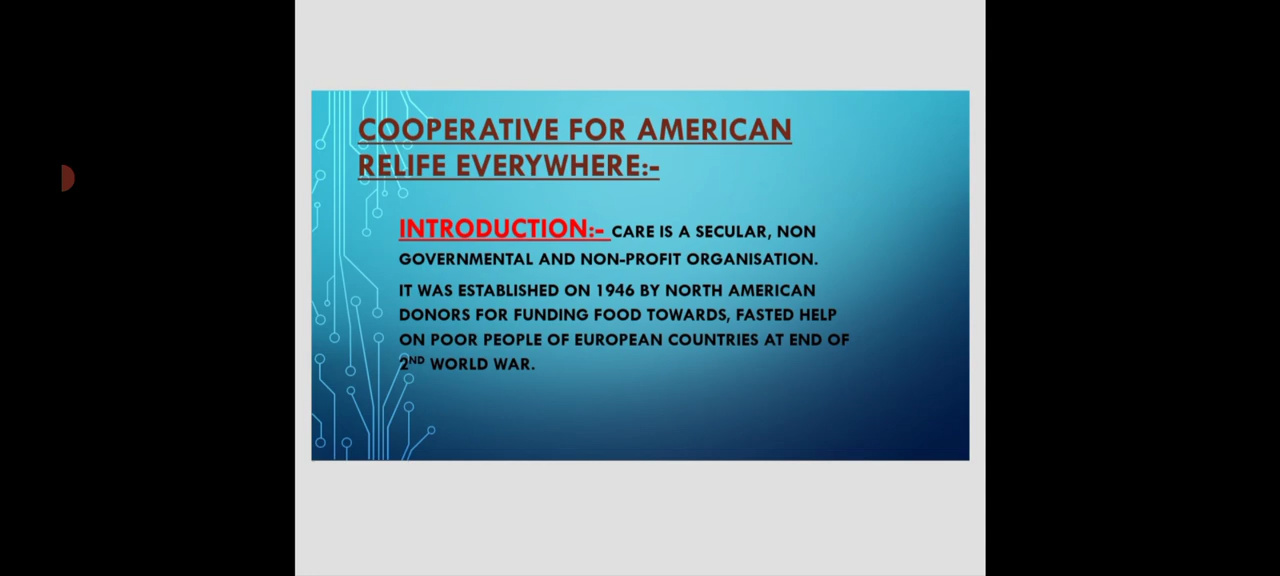 COOPERATIVE FOR AMERICAN
RELIFE EVERYWHERE:-
INTRODUCTION:- CARE IS A SECULAR, NON
GOVERNMENTAL AND NON-PROFIT ORGANISATION.
IT WAS ESTABLISHED ON 1946 BY NORTH AMERICAN
DONORS FOR FUNDING FOOD TOWARDS, FASTED HELP
ON POOR PEOPLE OF EUROPEAN COUNTRIES AT END OF
2ND WORLD WAR.